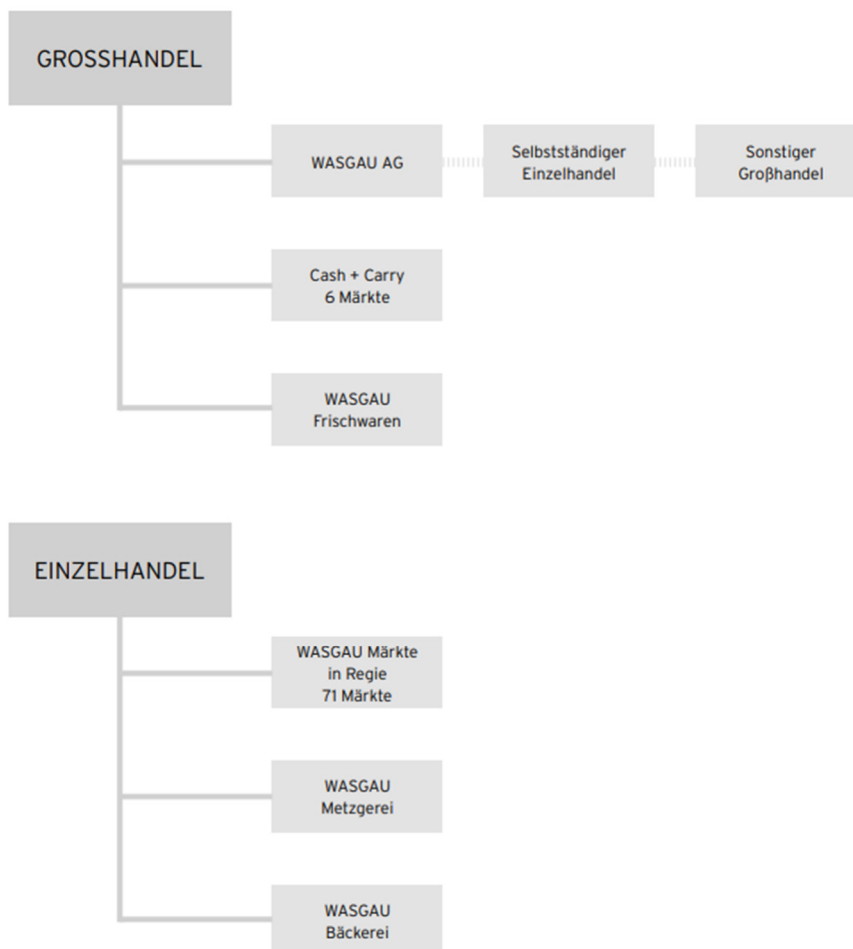 GROSSHANDEL
WASGAU AG
Selbstständiger
Einzelhandel
Sonstiger
Großhandel
Cash + Carry
6 Märkte
WASGAU
Frischwaren
EINZELHANDEL
WASGAU Märkte
in Regie
71 Märkte
WASGAU
Metzgerei
WASGAU
Bäckerei